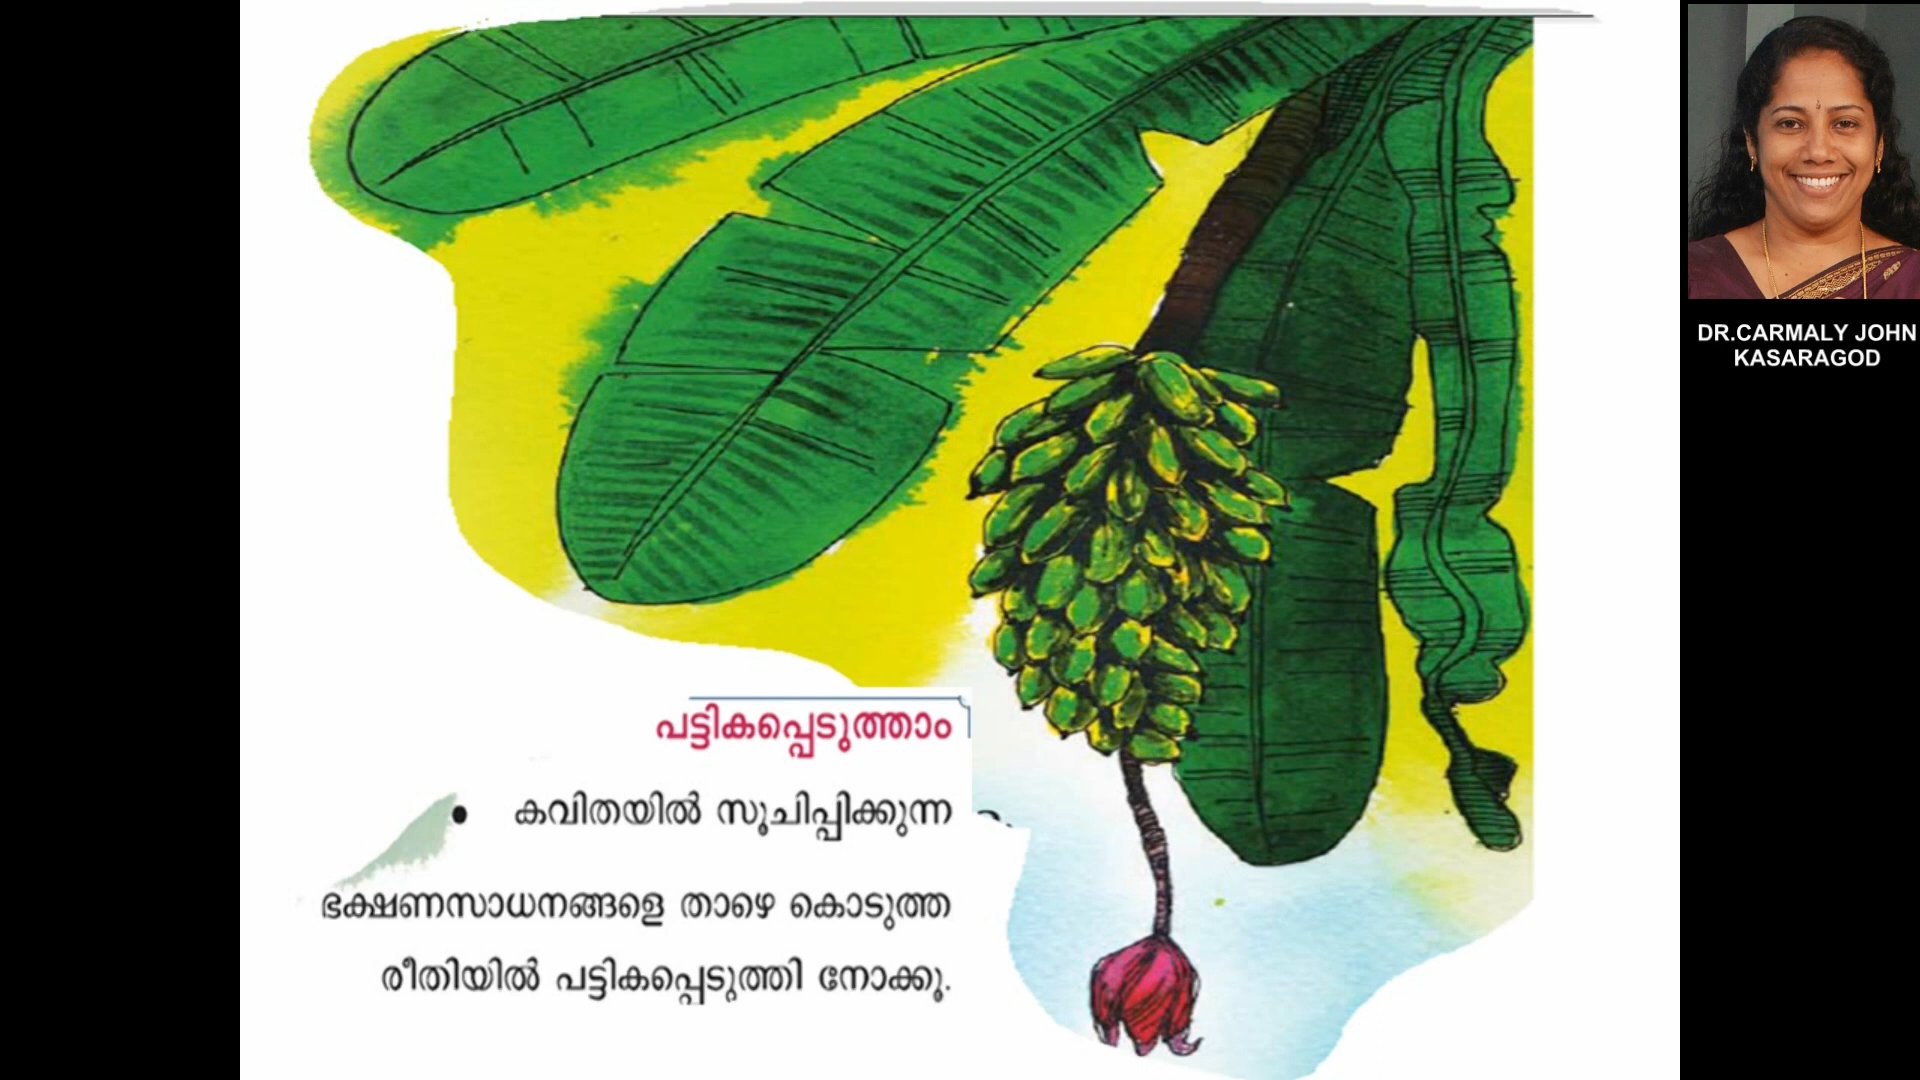 പട്ടികപ്പെടുത്താം
• കവിതയിൽ സൂചിപ്പിക്കുന്ന
ഭക്ഷണസാധനങ്ങളെ താഴെ കൊടുത്ത
രീതിയിൽ പട്ടികപ്പെടുത്തി നോക്കൂ.
DR.CARMALY JOHN
KASARAGOD